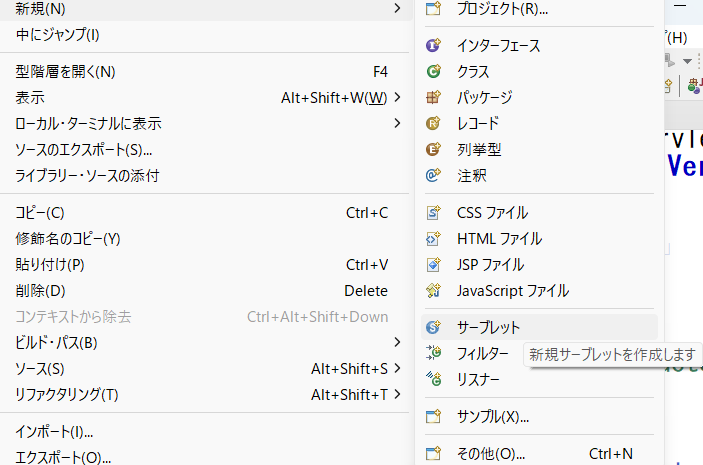 新規(N)
中にジャンプ(I)
型階層を開く(N) F4
表示 Alt+Shift+W(W)
ローカル・ターミナルに表示
ソースのエクスポート(S)...
ライブラリー・ソースの添付
コピー(C) Ctrl+C
修飾名のコピー(Y)
貼り付け(P) Ctrl+V
削除(D) Delete
コンテキストから除去 Ctrl+Alt+Shift+Down
ビルド・パス(B)
ソース(S) Alt+Shift+S
リファクタリング(T) Alt+Shift+T
インポート(I)...
エクスポート(O)...
プロジェクト(R)...
インターフェース
クラス
パッケージ
レコード
列挙型
注釈
CSS ファイル
HTML ファイル
JSP ファイル
JavaScript ファイル
サーブレット
フィルター
新規サーブレットを作成します
リスナー
サンプル(X)...
その他(O)... Ctrl+N
(H)
Ver